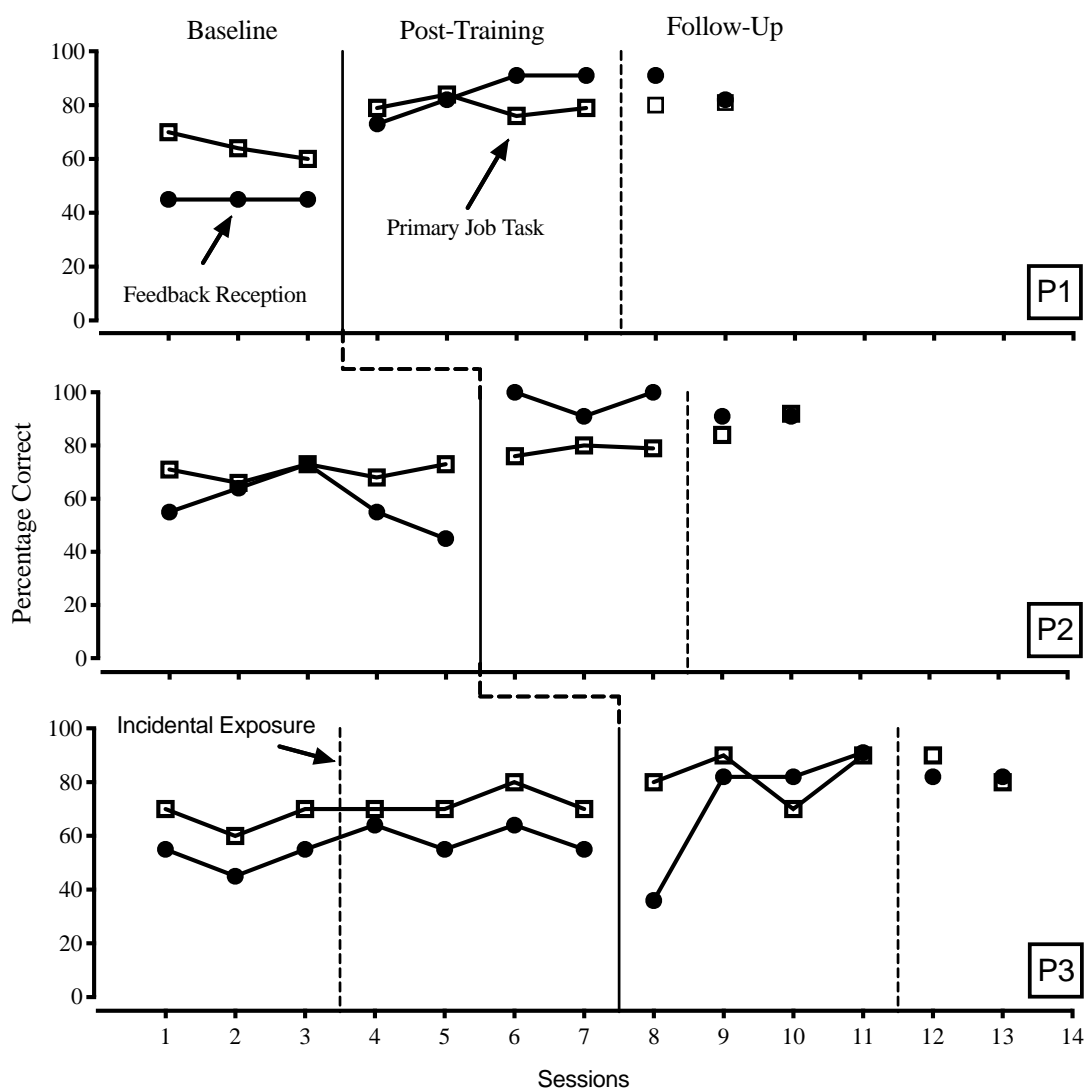 Baseline Post-Training Follow-Up
100
80
60
40
20
0
Primary Job Task
Feedback Reception
P1
100
80
60
40
20
0
P2
Percentage Correct
Incidental Exposure
100
80
60
40
20
0
P3
1 2 3 4 5 6 7 8 9 10 11 12 13 14
Sessions